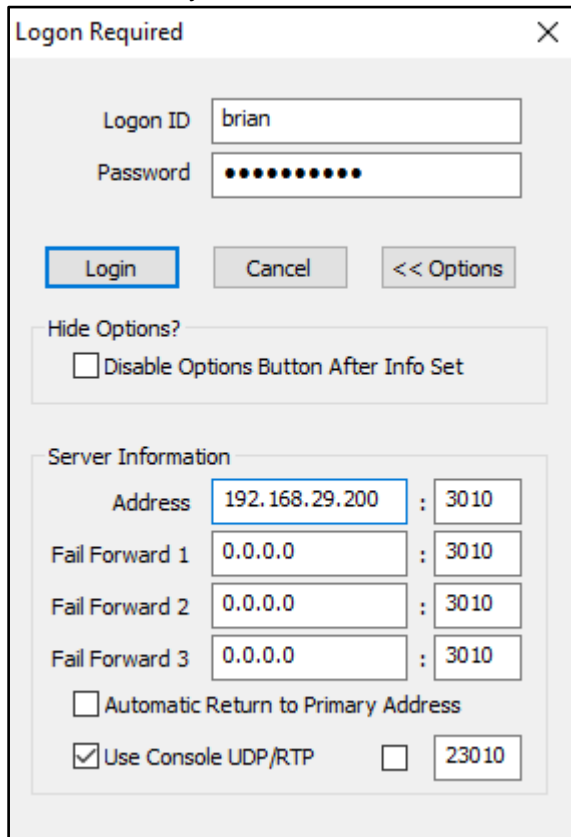 Logon Required
Logon ID brian
Password ••••••••••
Login Cancel << Options
Hide Options?
Disable Options Button After Info Set
Server Information
Address 192.168.29.200 : 3010
Fail Forward 1 0.0.0.0 : 3010
Fail Forward 2 0.0.0.0 : 3010
Fail Forward 3 0.0.0.0 : 3010
Automatic Return to Primary Address
Use Console UDP/RTP 23010